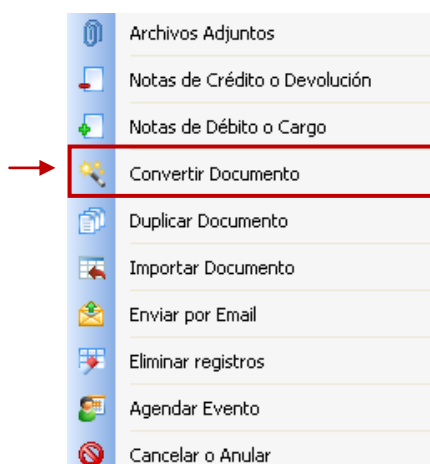 Archivos Adjuntos
Notas de Crédito o Devolución
Notas de Débito o Cargo
Convertir Documento
Duplicar Documento
Importar Documento
Enviar por Email
Eliminar registros
Agendar Evento
Cancelar o Anular